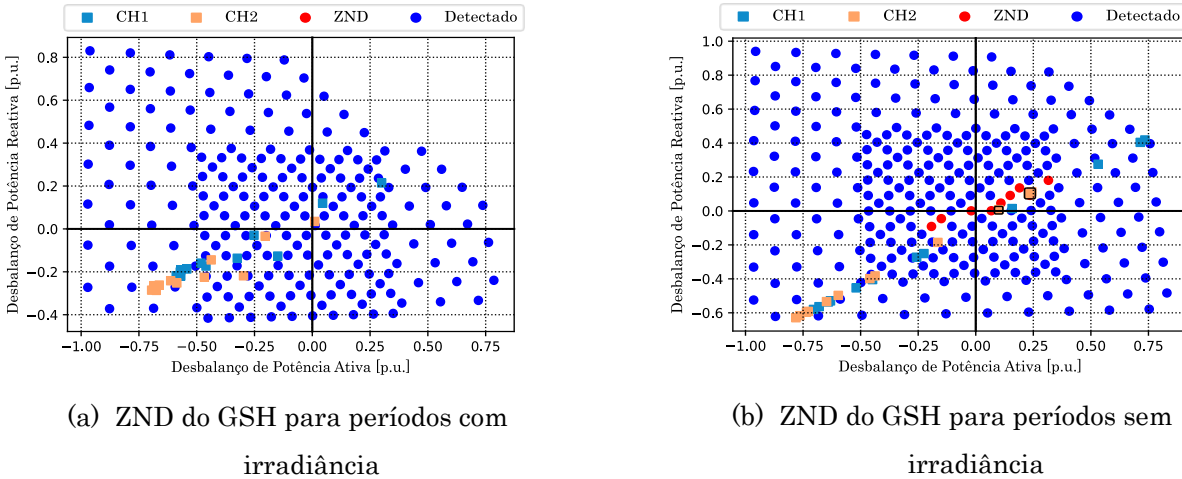 CH1 CH2 ZND Detectado
Desbalanço de Potência Reativa [p.u.]
0.8
0.6
0.4
0.2
0.0
−0.2
−0.4
−1.00 −0.75 −0.50 −0.25 0.00 0.25 0.50 0.75
Desbalanço de Potência Ativa [p.u.]
(a) ZND do GSH para períodos com
irradiância
CH1 CH2 ZND Detectado
Desbalanço de Potência Reativa [p.u.]
1.0
0.8
0.6
0.4
0.2
0.0
−0.2
−0.4
−0.6
−1.00 −0.75 −0.50 −0.25 0.00 0.25 0.50 0.75
Desbalanço de Potência Ativa [p.u.]
(b) ZND do GSH para períodos sem
irradiância